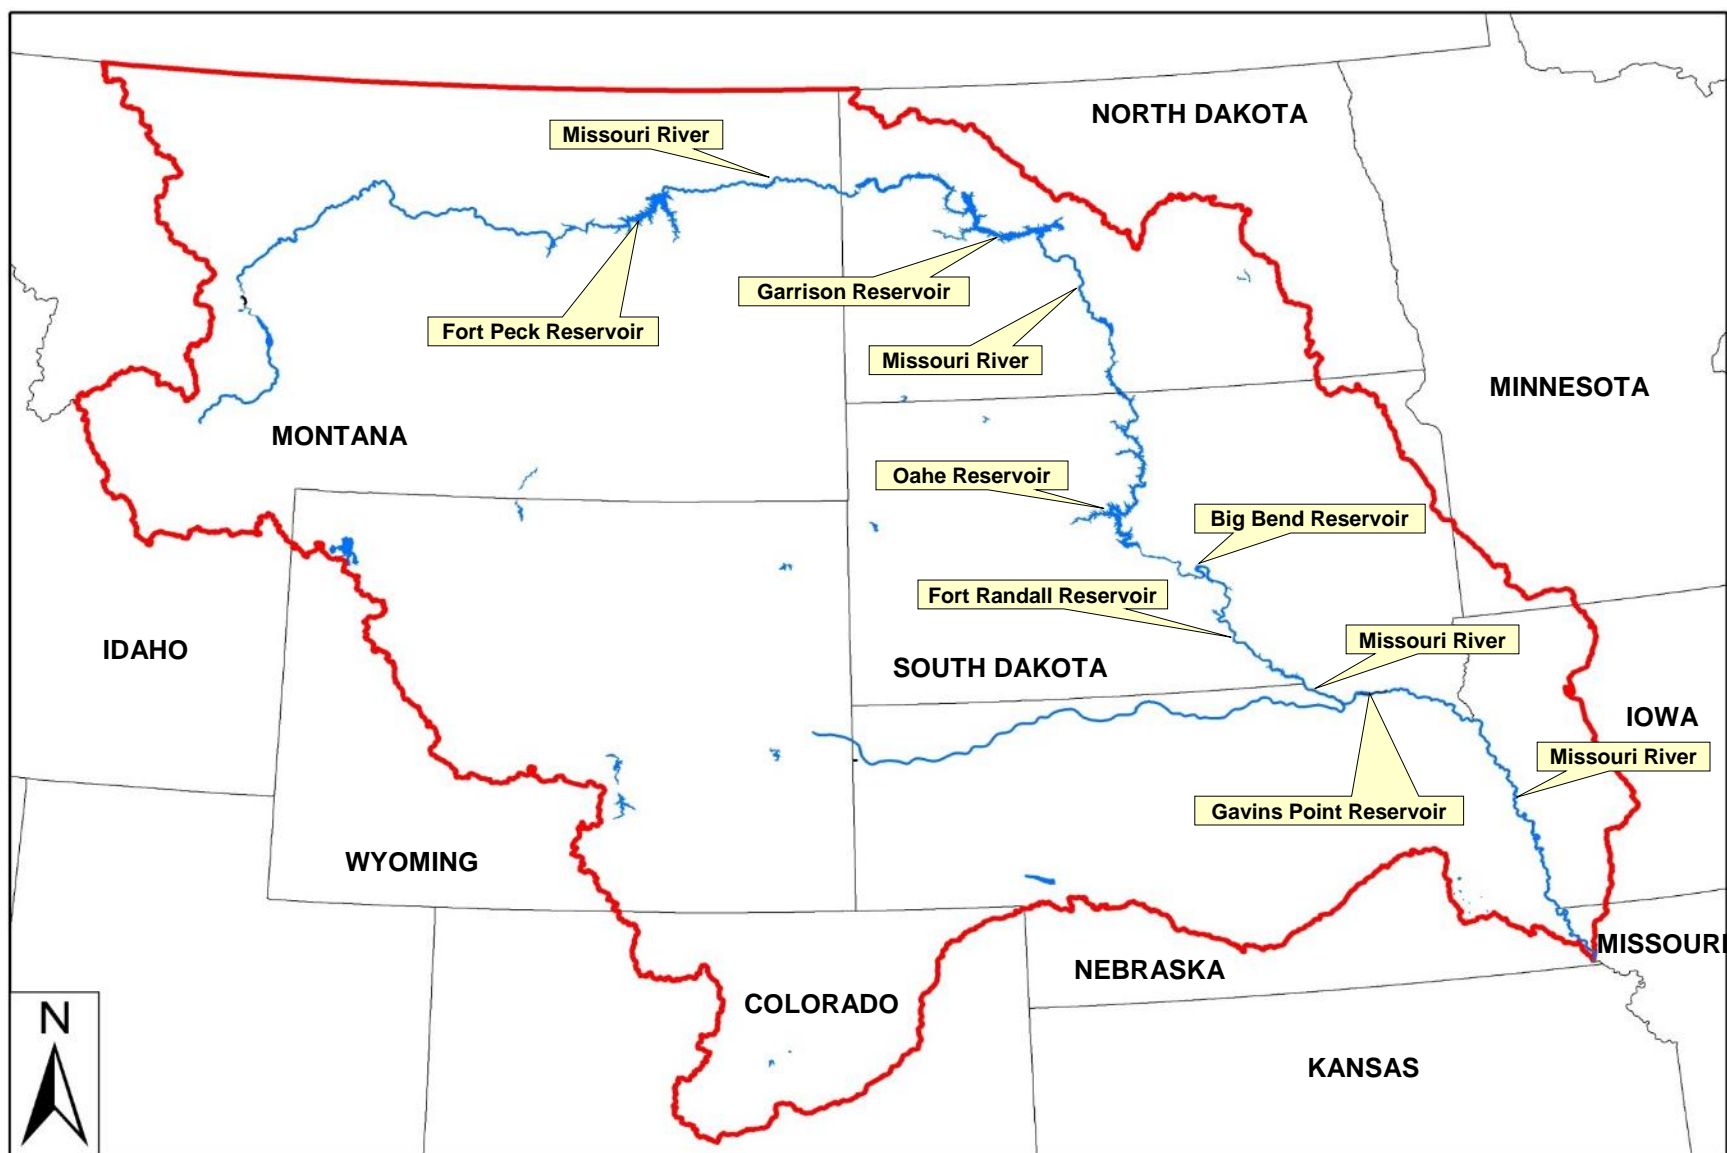 NORTH DAKOTA
Missouri River
Garrison Reservoir
Fort Peck Reservoir
Missouri River
MINNESOTA
MONTANA
Oahe Reservoir
Big Bend Reservoir
Fort Randall Reservoir
Missouri River
IDAHO
SOUTH DAKOTA
IOWA
Missouri River
Gavins Point Reservoir
WYOMING
MISSOURI
NEBRASKA
COLORADO
N
KANSAS